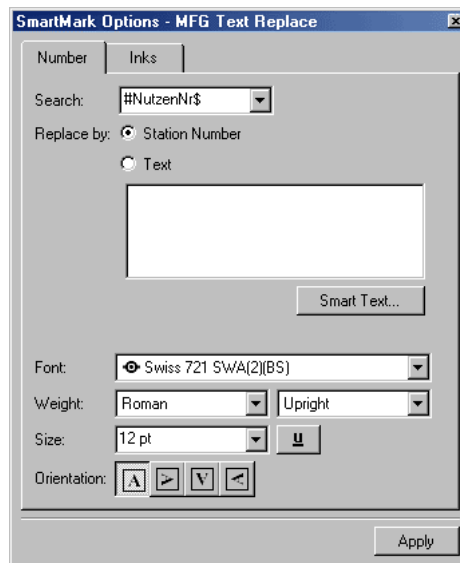 SmartMark Options - MFG Text Replace
Number Inks
Search: #NutzenNr$
Replace by: Station Number
Text
Smart Text...
Font: Swiss 721 SWA(2)(BS)
Weight: Roman Upright
Size: 12 pt u
Orientation: A A A A
Apply